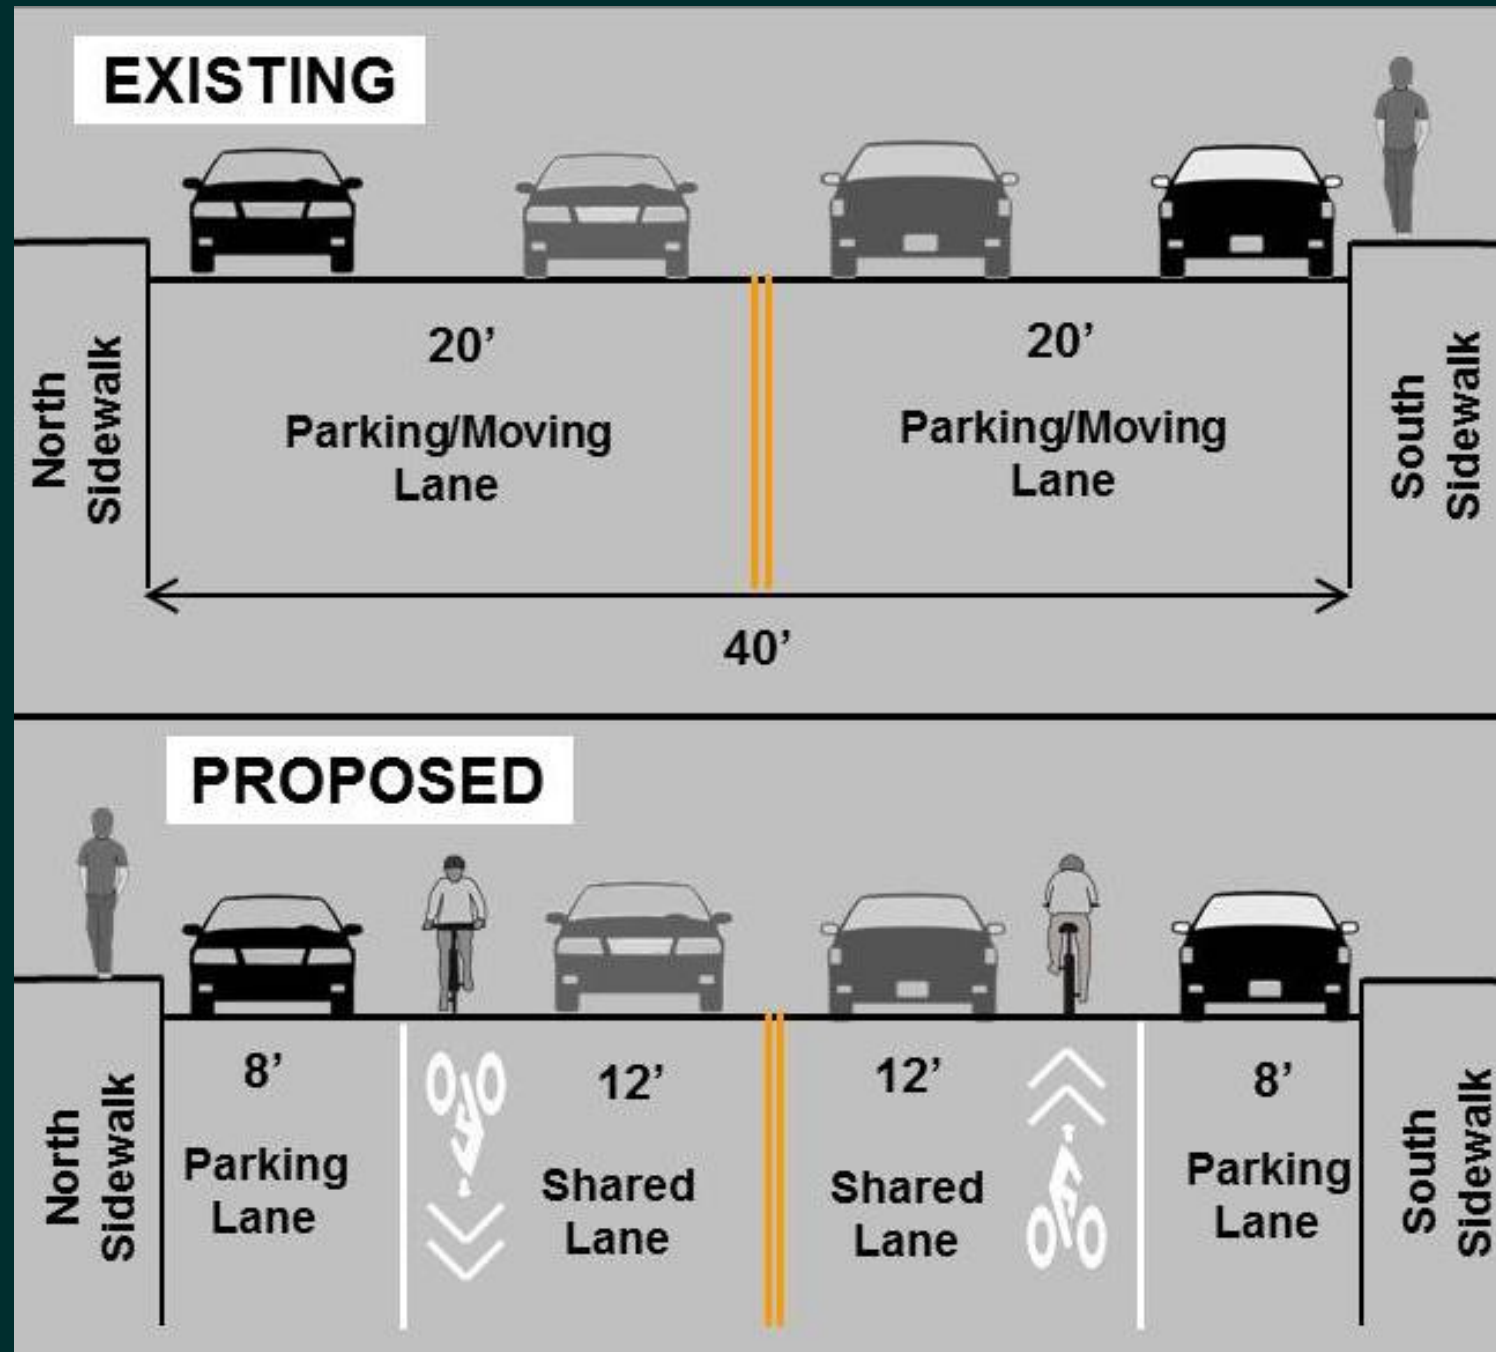 EXISTING
20’
Parking/Moving
Lane
20’
Parking/Moving
Lane
North
Sidewalk
South
Sidewalk
40’
PROPOSED
8’
Parking
Lane
12’
Shared
Lane
12’
Shared
Lane
8’
Parking
Lane
North
Sidewalk
South
Sidewalk